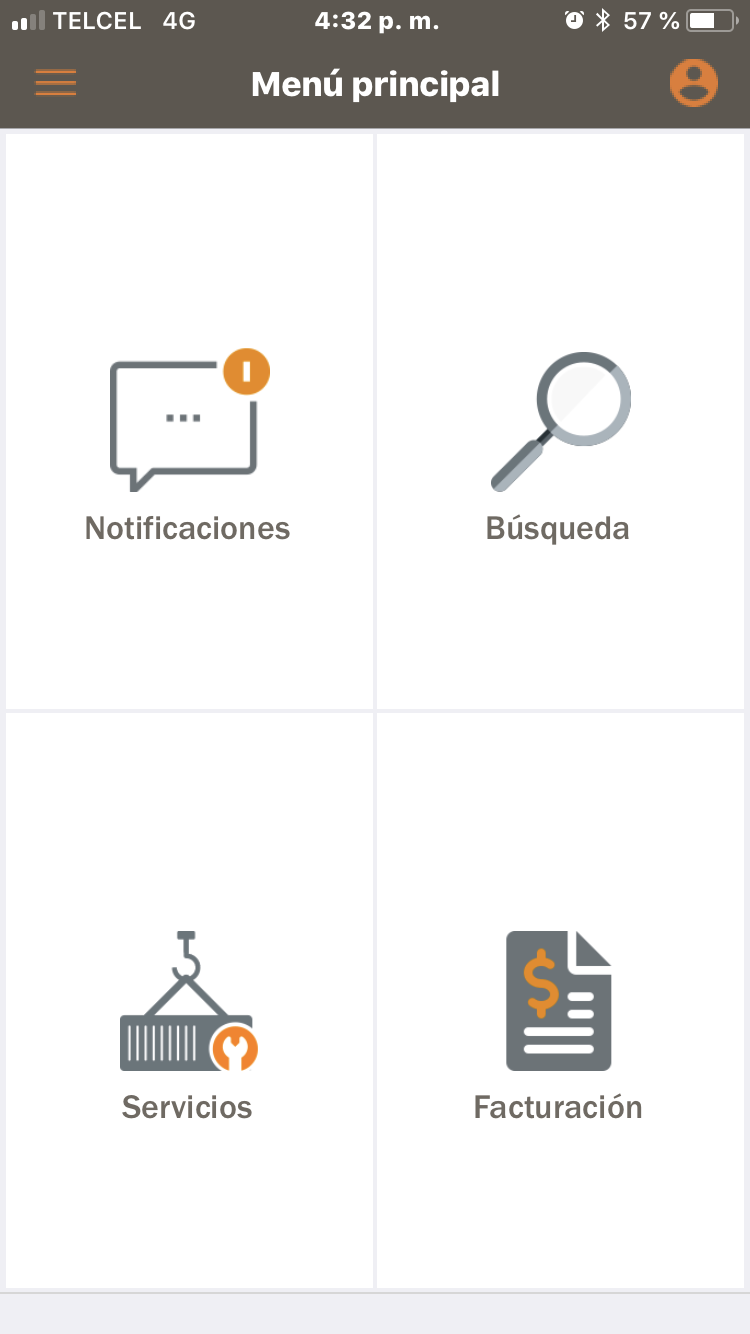 TELCEL 4G 4:32 p. m. 57 %
Menú principal
Notificaciones
Búsqueda
$
Servicios
Facturación